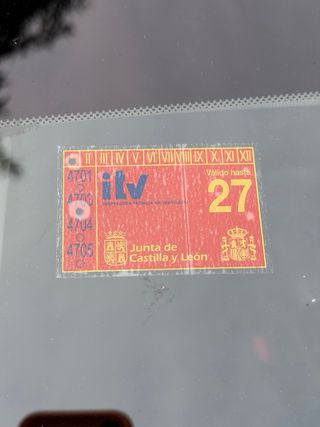 II III IV V VI VII VIII IX X XI XII
4701
itv
Válido hasta
27
4703
4704
4705
Junta de
Castilla y León